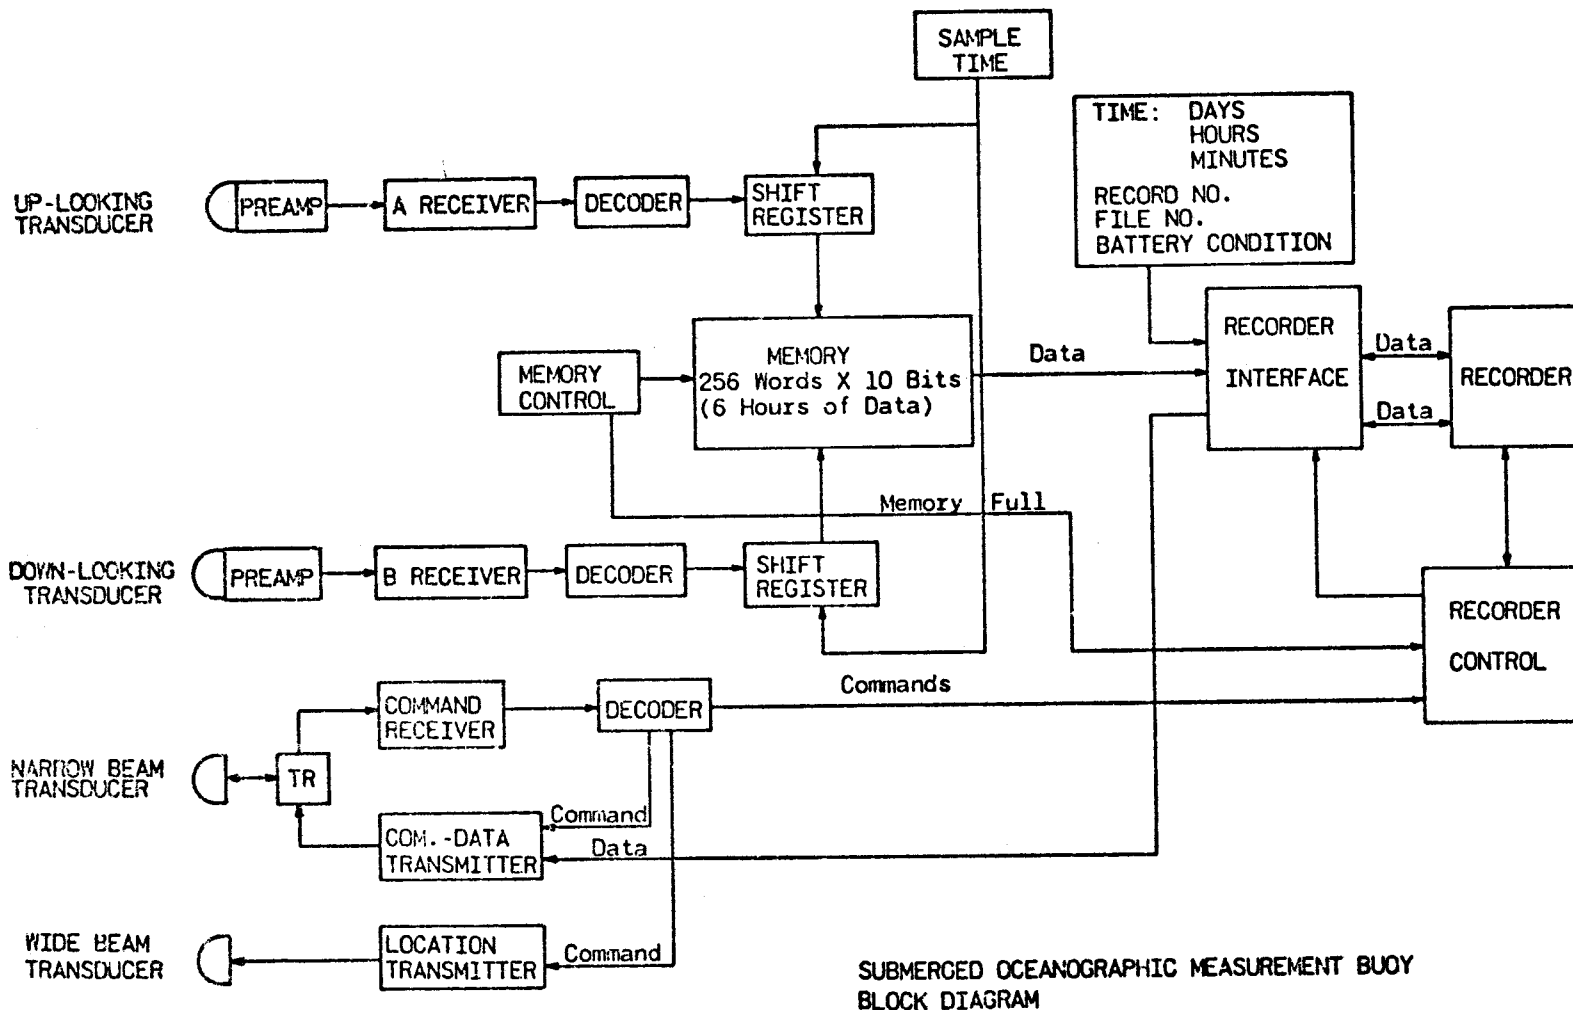 SAMPLE
TIME
TIME: DAYS
HOURS
MINUTES
RECORD NO.
FILE NO.
BATTERY CONDITION
UP-LOOKING
TRANSDUCER
PREAMP
A RECEIVER
DECODER
SHIFT
REGISTER
MEMORY
CONTROL
MEMORY
256 Words X 10 Bits
(6 Hours of Data)
Data
RECORDER
INTERFACE
Data
Data
RECORDER
Memory Full
DOWN-LOCKING
TRANSDUCER
PREAMP
B RECEIVER
DECODER
SHIFT
REGISTER
RECORDER
CONTROL
Commands
COMMAND
RECEIVER
DECODER
NARROW BEAM
TRANSDUCER
TR
Command
COM.-DATA
TRANSMITTER
Data
WIDE BEAM
TRANSDUCER
LOCATION
TRANSMITTER
Command
SUBMERGED OCEANOGRAPHIC MEASUREMENT BUOY
BLOCK DIAGRAM